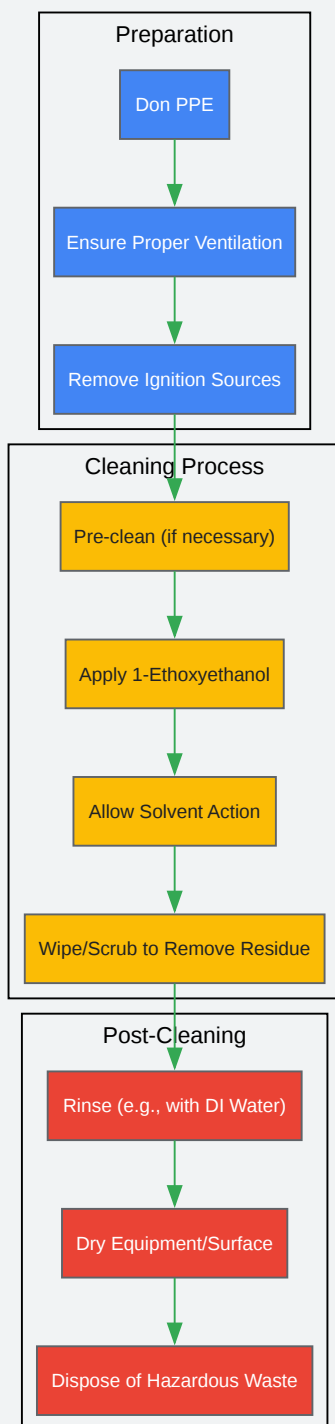 Preparation
Don PPE
Ensure Proper Ventilation
Remove Ignition Sources
Cleaning Process
Pre-clean (if necessary)
Apply 1-Ethoxyethanol
Allow Solvent Action
Wipe/Scrub to Remove Residue
Post-Cleaning
Rinse (e.g., with DI Water)
Dry Equipment/Surface
Dispose of Hazardous Waste